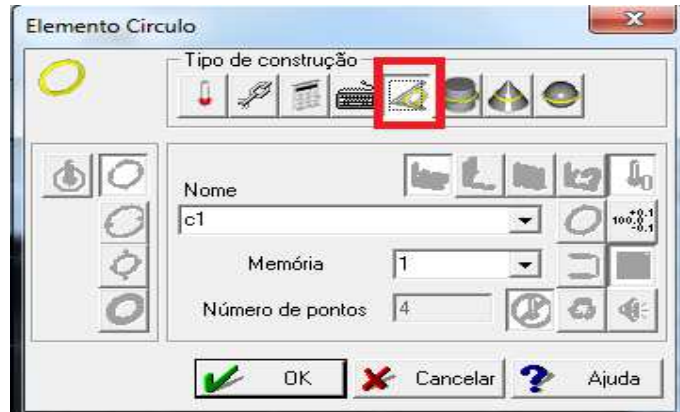 Elemento Circulo
Tipo de construção
Nome
c1
Memória 1
Número de pontos 4
OK Cancelar Ajuda